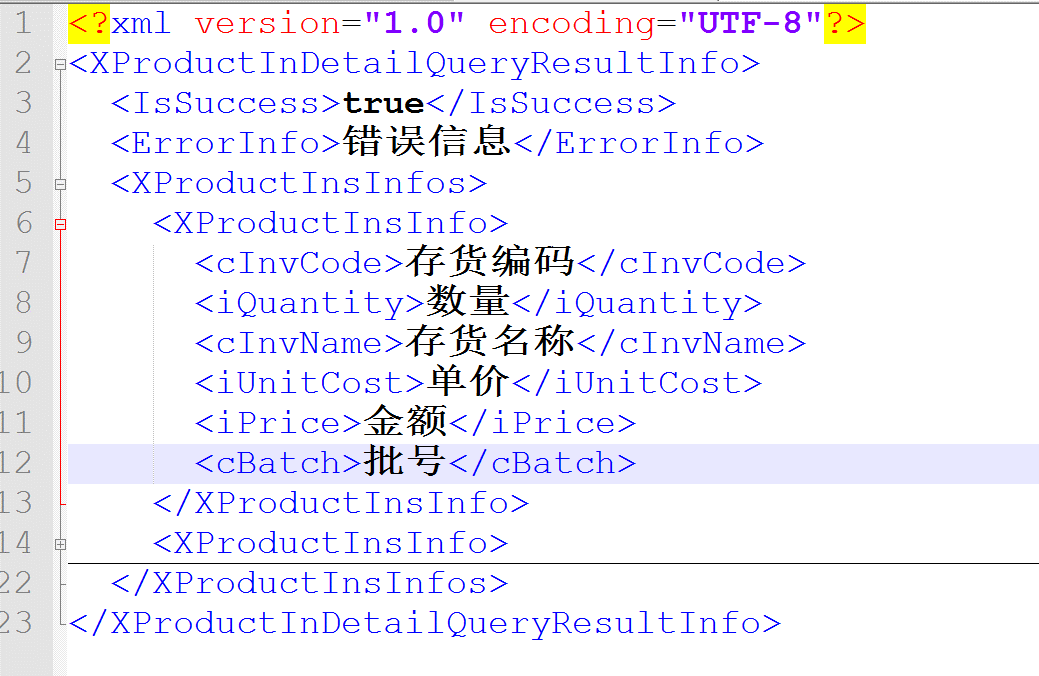 1 <?xml version="1.0" encoding="UTF-8"?>
2 <XProductInDetailQueryResultInfo>
3 <IsSuccess>true</IsSuccess>
4 <ErrorInfo>错误信息</ErrorInfo>
5 <XProductInsInfos>
6 <XProductInsInfo>
7 <cInvCode>存货编码</cInvCode>
8 <iQuantity>数量</iQuantity>
9 <cInvName>存货名称</cInvName>
10 <iUnitCost>单价</iUnitCost>
11 <iPrice>金额</iPrice>
12 <cBatch>批号</cBatch>
13 </XProductInsInfo>
14 <XProductInsInfo>
22 </XProductInsInfos>
23 </XProductInDetailQueryResultInfo>